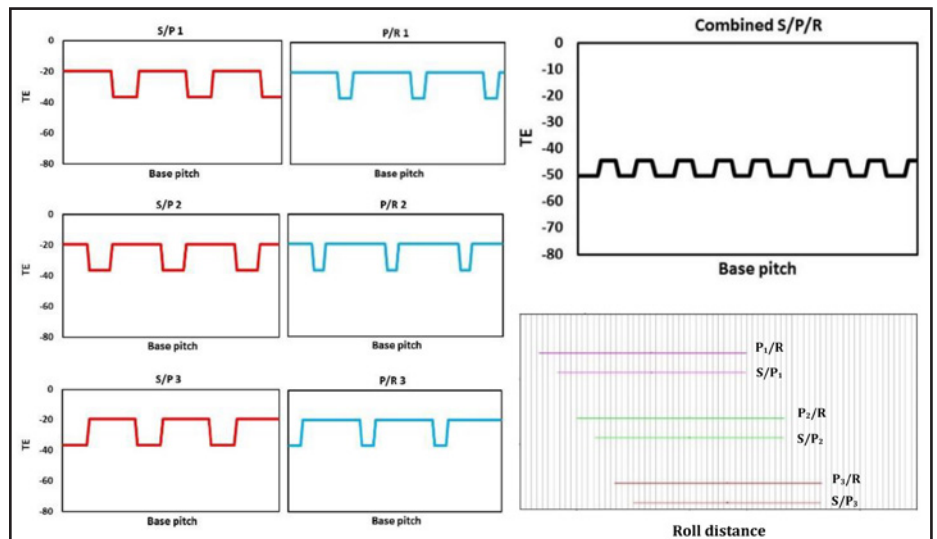 S/P 1
0
-20
-40
-60
-80
TE
Base pitch
P/R 1
Base pitch
S/P 2
0
-20
-40
-60
-80
TE
Base pitch
P/R 2
Base pitch
S/P 3
0
-20
-40
-60
-80
TE
Base pitch
P/R 3
Base pitch
Combined S/P/R
0
-10
-20
-30
-40
-50
-60
-70
-80
TE
Base pitch
P₁/R
S/P₁
P₂/R
S/P₂
P₃/R
S/P₃
Roll distance